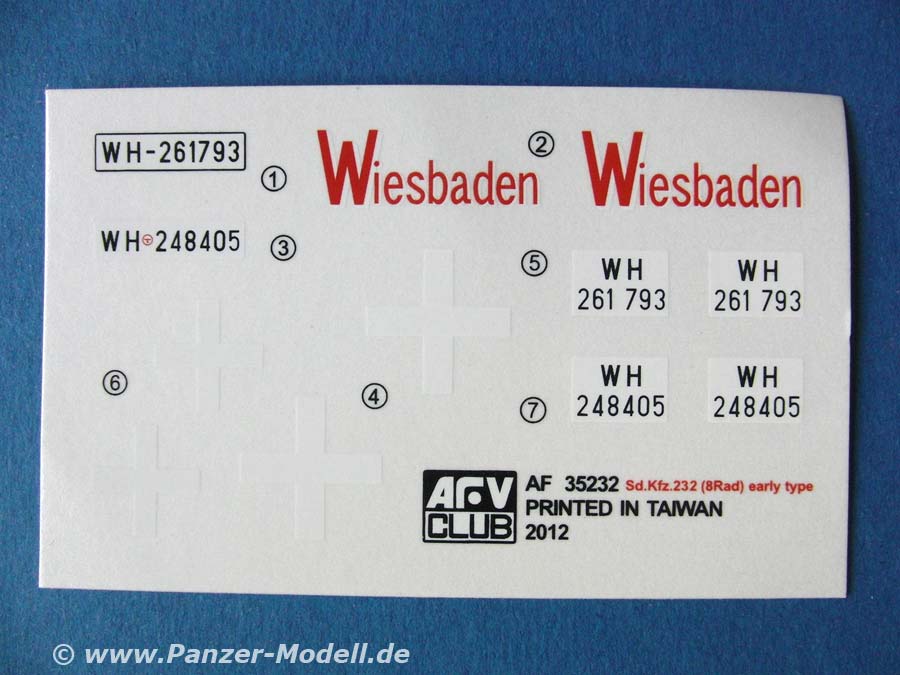 WH-261793
①
Wiesbaden
②
Wiesbaden
WH 248405
③
⑤
WH
261 793
WH
261 793
⑥
④
⑦
WH
248405
WH
248405
AFV
CLUB
AF 35232 Sd.Kfz.232 (8Rad) early type
PRINTED IN TAIWAN
2012
© www.Panzer-Modell.de